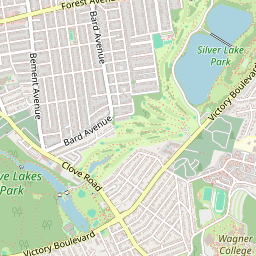 Forest Aven
Bard Avenue
Bement Avenue
Silver Lake
Park
Victory Boulevard
Bard Avenue
Clove Road
ve Lakes
Park
Wagner
College
Victory Boulevard